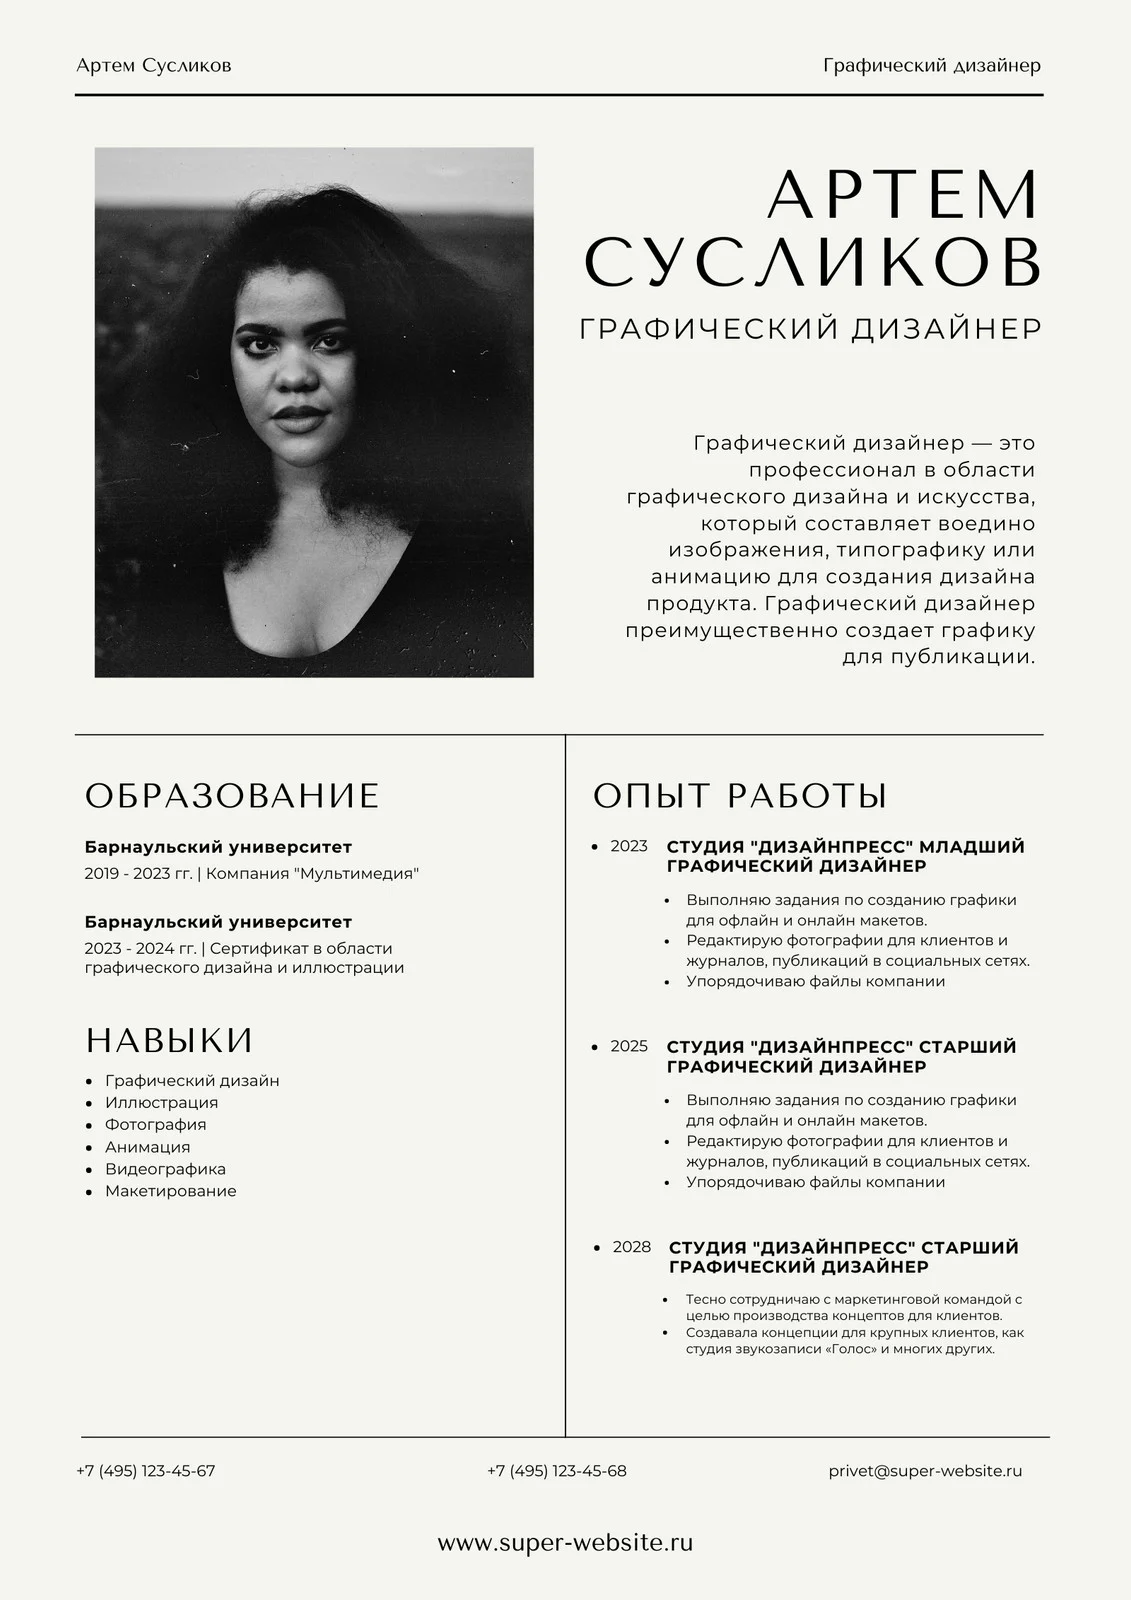 Артем Сусликов
Графический дизайнер
АРТЕМ
СУСЛИКОВ
ГРАФИЧЕСКИЙ ДИЗАЙНЕР
Графический дизайнер — это
профессионал в области
графического дизайна и искусства,
который составляет воедино
изображения, типографику или
анимацию для создания дизайна
продукта. Графический дизайнер
преимущественно создает графику
для публикации.
ОБРАЗОВАНИЕ
Барнаульский университет
2019 - 2023 гг. | Компания "Мультимедия"
Барнаульский университет
2023 - 2024 гг. | Сертификат в области
графического дизайна и иллюстрации
НАВЫКИ
• Графический дизайн
• Иллюстрация
• Фотография
• Анимация
• Видеографика
• Макетирование
ОПЫТ РАБОТЫ
• 2023 СТУДИЯ "ДИЗАЙНПРЕСС" МЛАДШИЙ
ГРАФИЧЕСКИЙ ДИЗАЙНЕР
• Выполняю задания по созданию графики
для офлайн и онлайн макетов.
• Редактирую фотографии для клиентов и
журналов, публикаций в социальных сетях.
• Упорядочиваю файлы компании
• 2025 СТУДИЯ "ДИЗАЙНПРЕСС" СТАРШИЙ
ГРАФИЧЕСКИЙ ДИЗАЙНЕР
• Выполняю задания по созданию графики
для офлайн и онлайн макетов.
• Редактирую фотографии для клиентов и
журналов, публикаций в социальных сетях.
• Упорядочиваю файлы компании
• 2028 СТУДИЯ "ДИЗАЙНПРЕСС" СТАРШИЙ
ГРАФИЧЕСКИЙ ДИЗАЙНЕР
• Тесно сотрудничаю с маркетинговой командой с
целью производства концептов для клиентов.
• Создавала концепции для крупных клиентов, как
студия звукозаписи «Голос» и многих других.
+7 (495) 123-45-67
+7 (495) 123-45-68
privet@super-website.ru
www.super-website.ru